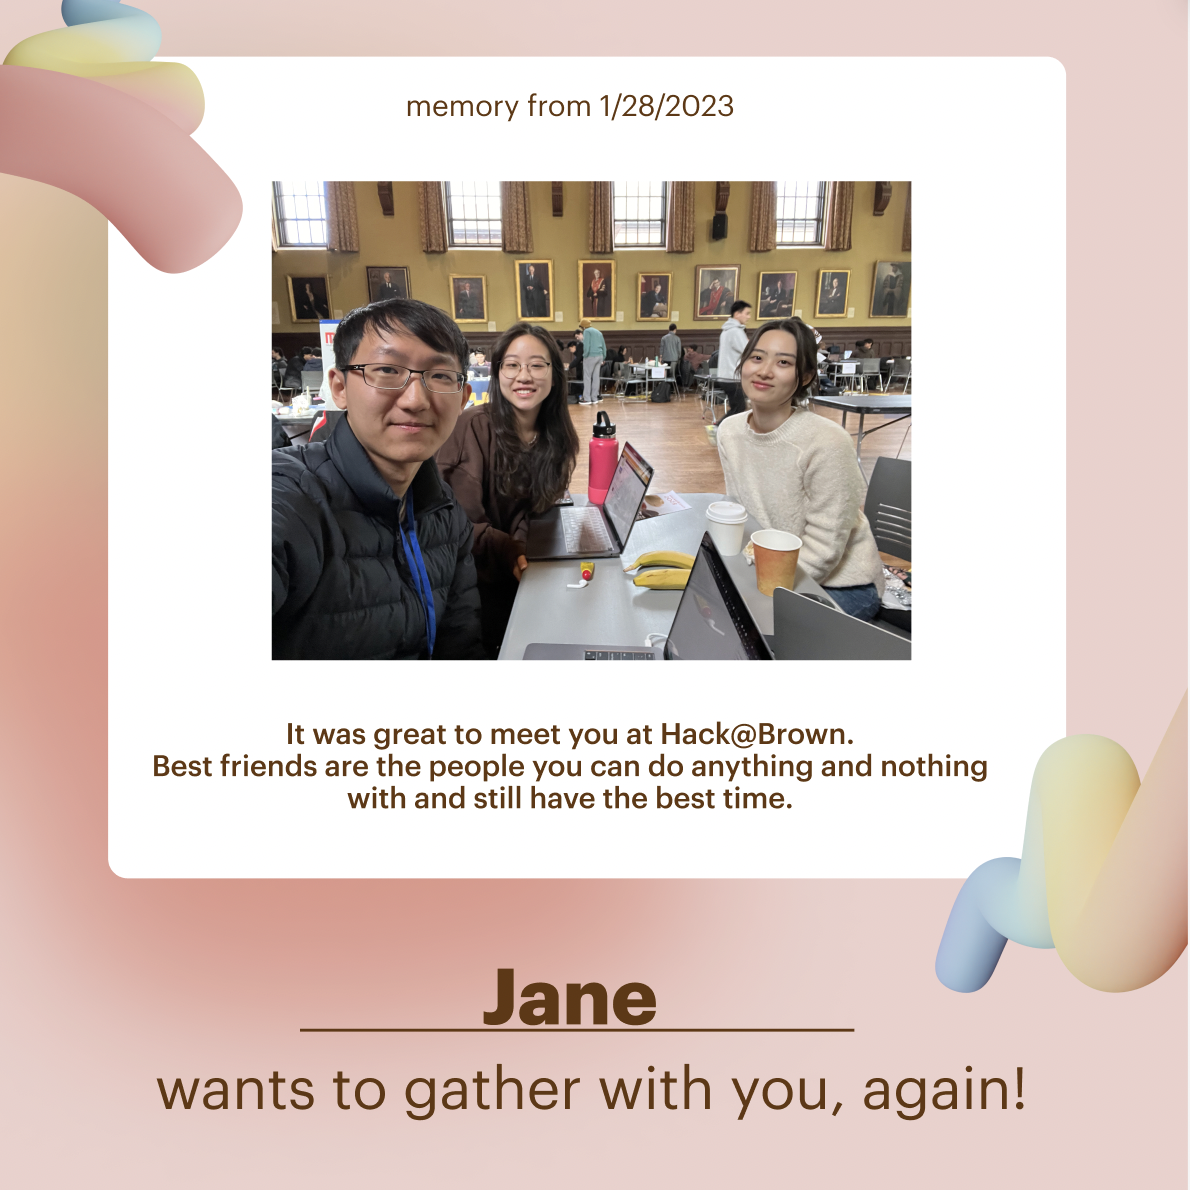 memory from 1/28/2023
It was great to meet you at Hack@Brown.
Best friends are the people you can do anything and nothing
with and still have the best time.
Jane
wants to gather with you, again!